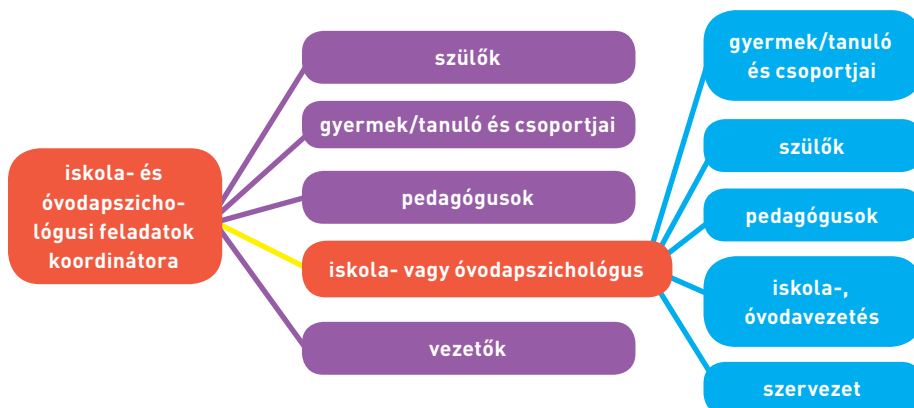 iskola- és
óvodapszicho-
lógusi feladatok
koordinátora
szülők
gyermek/tanuló és csoportjai
pedagógusok
iskola- vagy óvodapszichológus
vezetők
gyermek/tanuló
és csoportjai
szülők
pedagógusok
iskola-,
óvodavezetés
szervezet